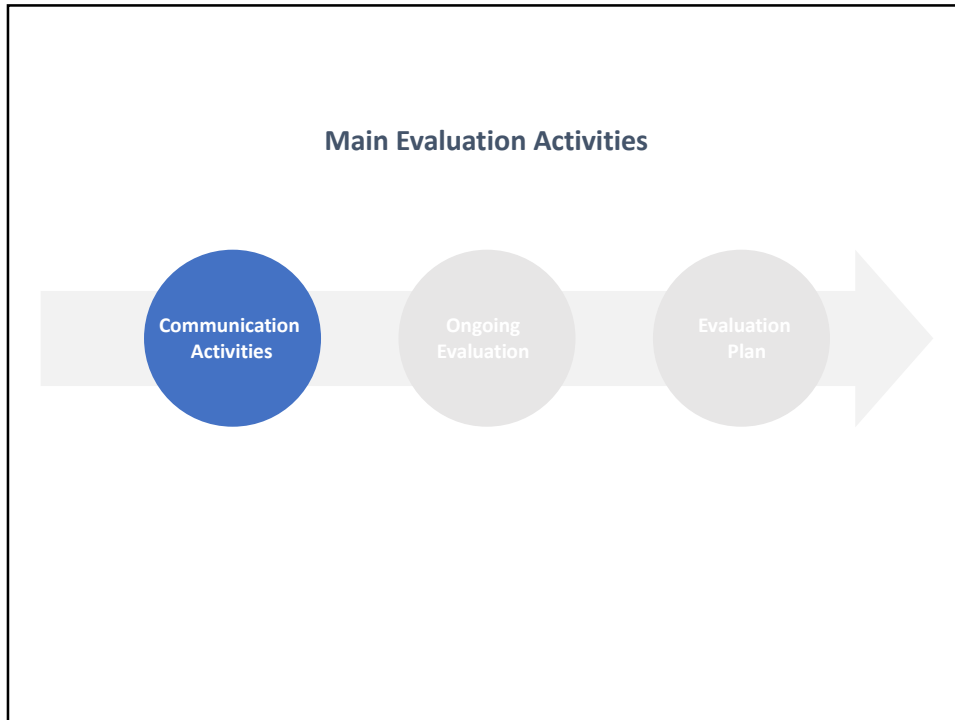 Main Evaluation Activities
Communication
Activities
Ongoing
Evaluation
Evaluation
Plan